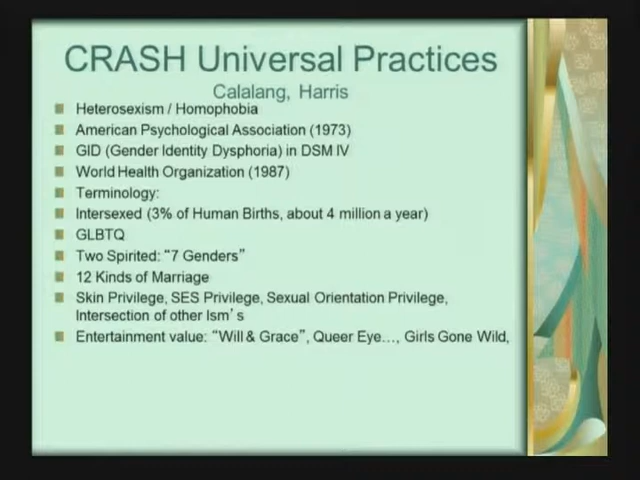 CRASH Universal Practices
Calalang, Harris
Heterosexism / Homophobia
American Psychological Association (1973)
GID (Gender Identity Dysphoria) in DSM IV
World Health Organization (1987)
Terminology:
Intersexed (3% of Human Births, about 4 million a year)
GLBTQ
Two Spirited: “7 Genders”
12 Kinds of Marriage
Skin Privilege, SES Privilege, Sexual Orientation Privilege,
Intersection of other Ism’s
Entertainment value: “Will & Grace”, Queer Eye…, Girls Gone Wild,